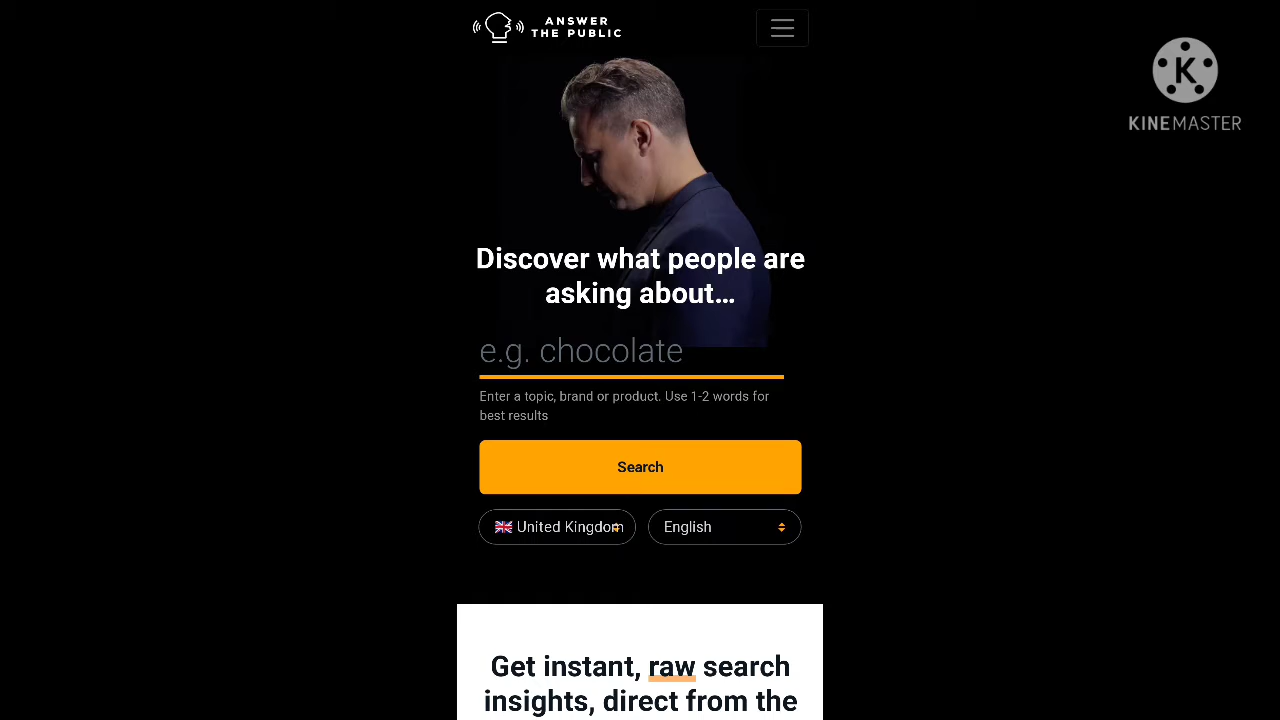 ANSWER
THE PUBLIC
K
KINEMASTER
Discover what people are
asking about...
e.g. chocolate
Enter a topic, brand or product. Use 1-2 words for
best results
Search
United Kingdom
English
Get instant, raw search
insights, direct from the